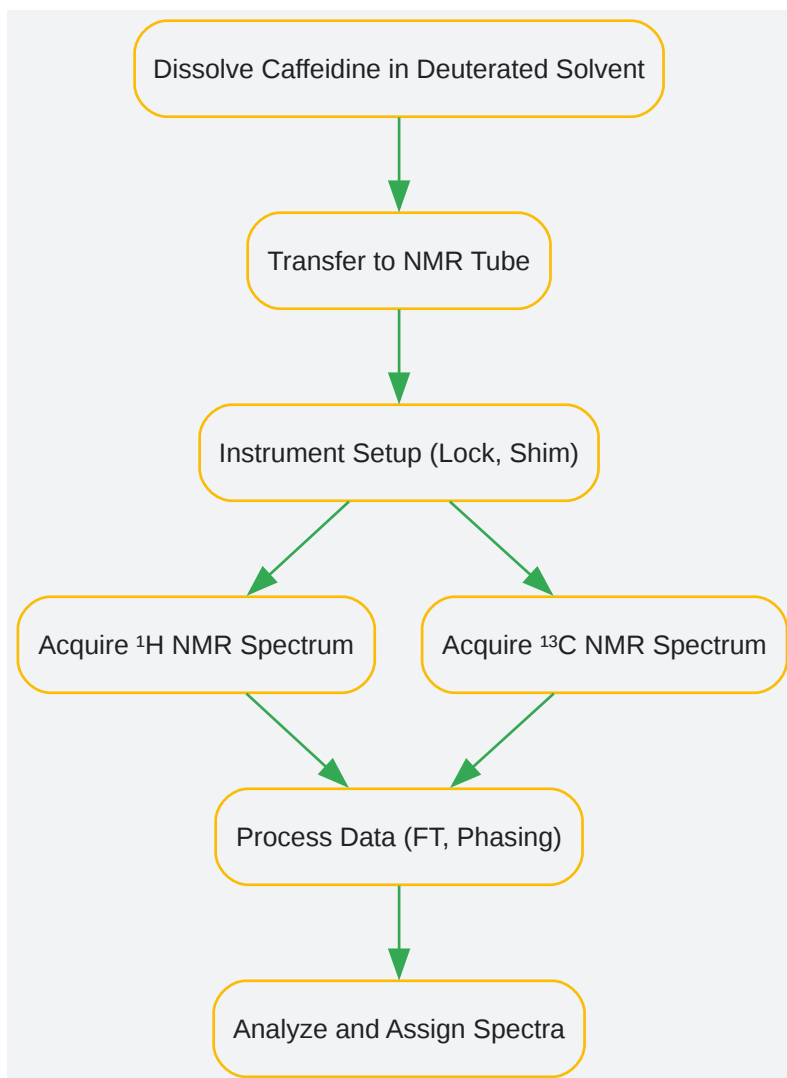 Dissolve Caffeidine in Deuterated Solvent
Transfer to NMR Tube
Instrument Setup (Lock, Shim)
Acquire ¹H NMR Spectrum
Acquire ¹³C NMR Spectrum
Process Data (FT, Phasing)
Analyze and Assign Spectra